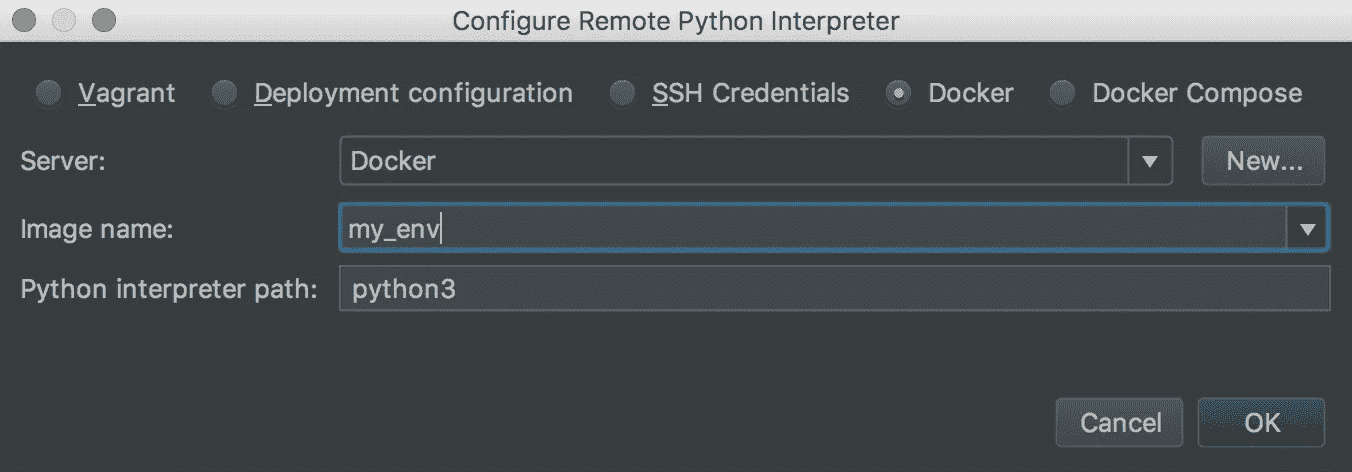 Configure Remote Python Interpreter
Vagrant Deployment configuration SSH Credentials Docker Docker Compose
Server: Docker New...
Image name: my_env
Python interpreter path: python3
Cancel OK